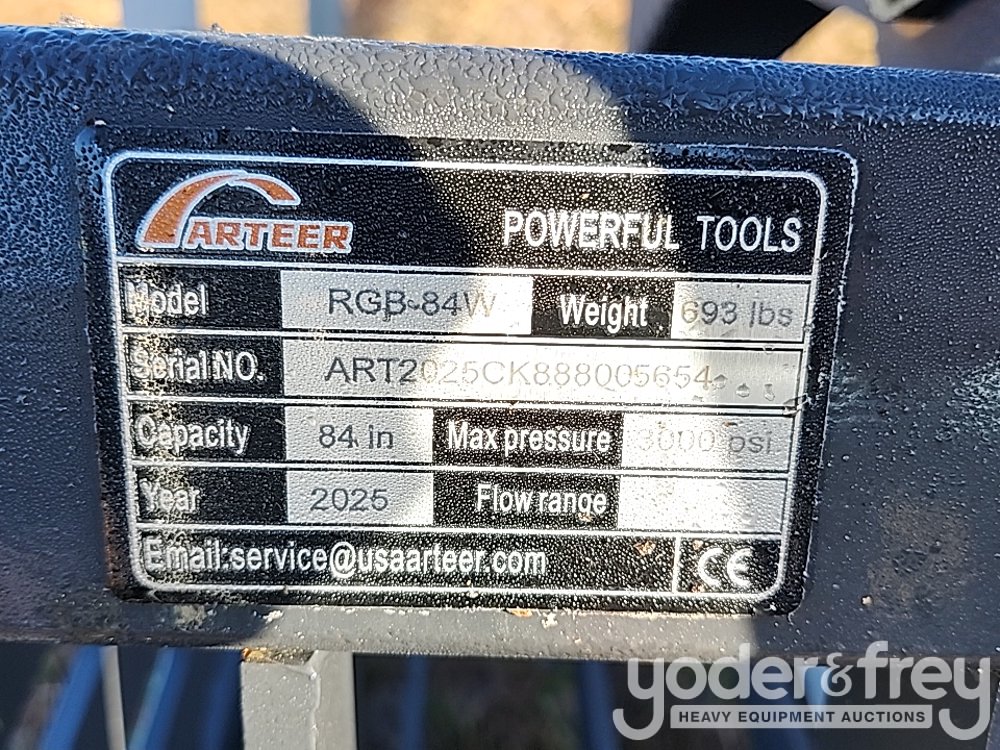 ARTEER POWERFUL TOOLS
Model RGB-84W Weight 693 lbs
Serial NO. ART2025CK888005654
Capacity 84 in Max pressure 3000 psi
Year 2025 Flow range
Email:service@usaarteer.com CE
yoder&frey
HEAVY EQUIPMENT AUCTIONS